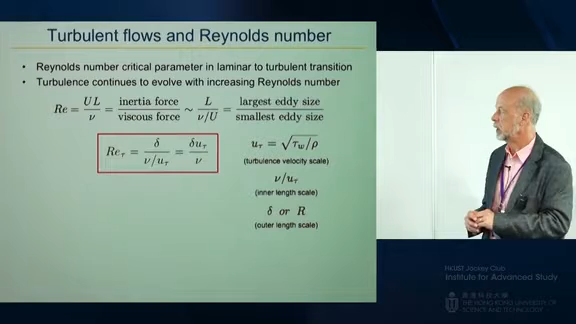 Turbulent flows and Reynolds number
• Reynolds number critical parameter in laminar to turbulent transition
• Turbulence continues to evolve with increasing Reynolds number
Re = UL/ν = inertia force/viscous force ∼ L/(ν/U) = largest eddy size/smallest eddy size
Re_τ = δ/(ν/u_τ) = δu_τ/ν
u_τ = √(τ_w/ρ)
(turbulence velocity scale)
ν/u_τ
(inner length scale)
δ or R
(outer length scale)
HKUST Jockey Club
Institute for Advanced Study
香港科技大學
THE HONG KONG UNIVERSITY OF
SCIENCE AND TECHNOLOGY